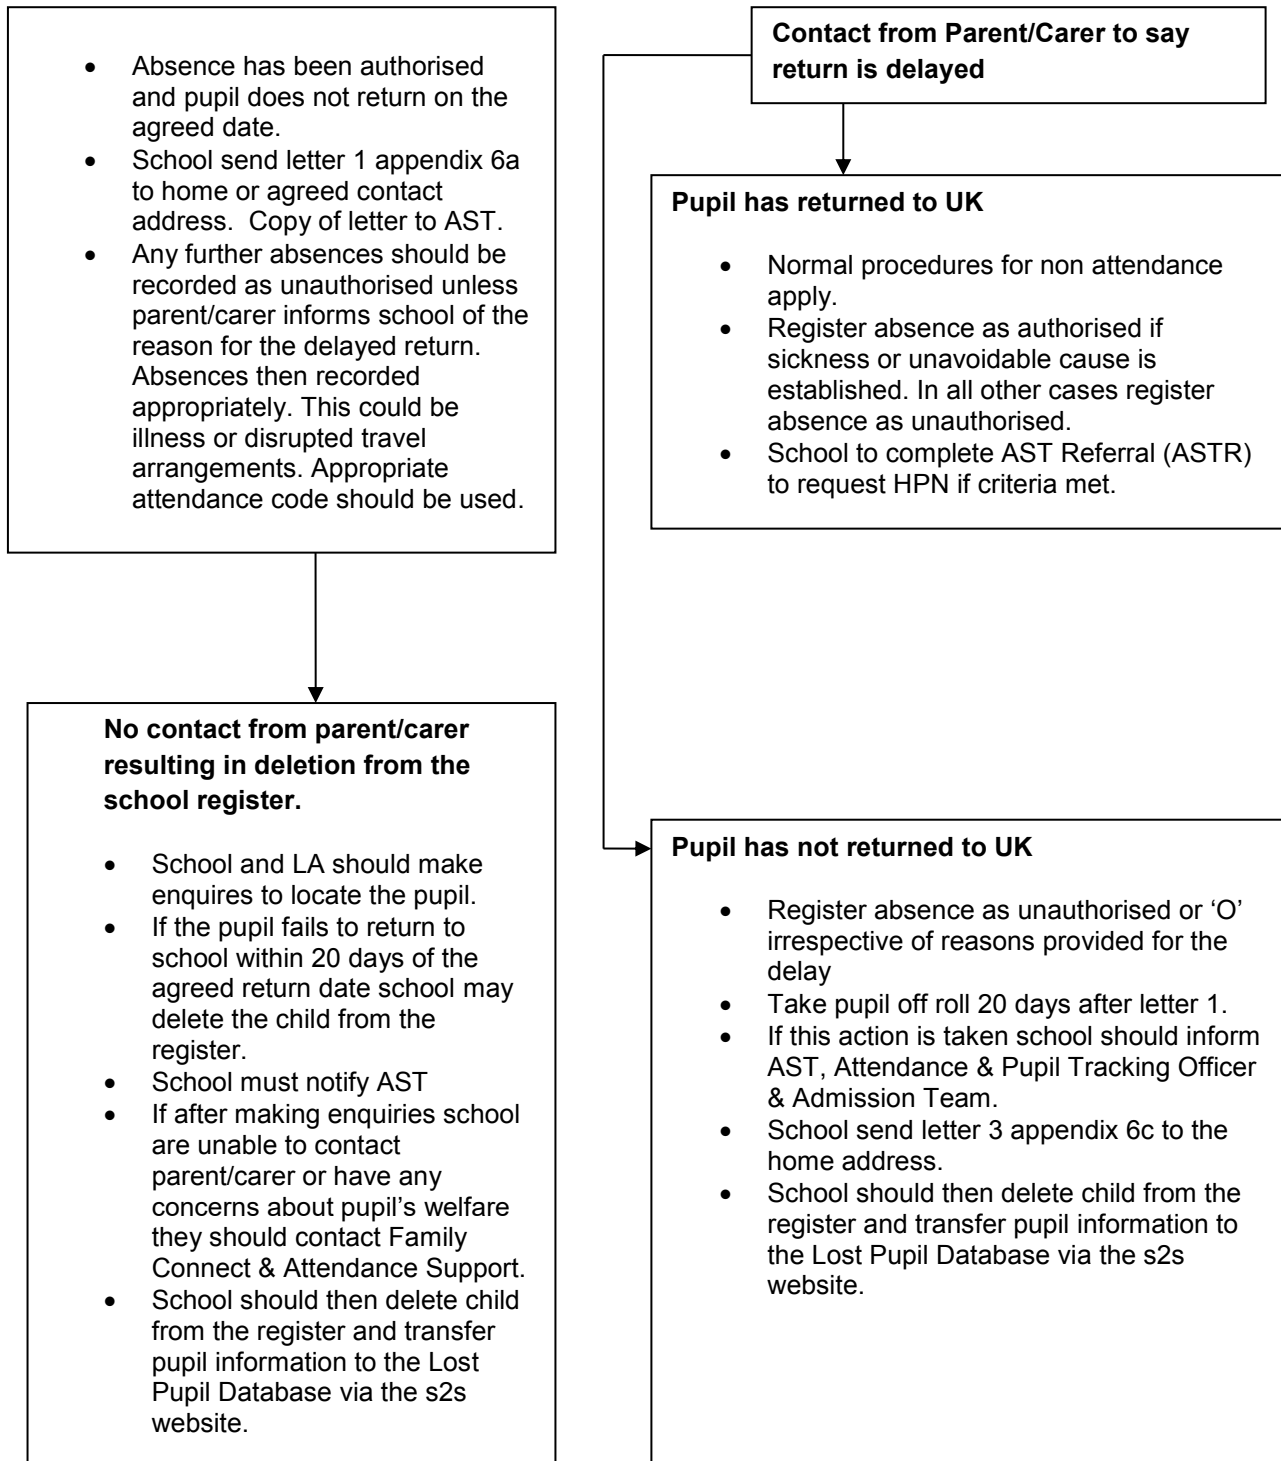 • Absence has been authorised
and pupil does not return on the
agreed date.
• School send letter 1 appendix 6a
to home or agreed contact
address.  Copy of letter to AST.
• Any further absences should be
recorded as unauthorised unless
parent/carer informs school of the
reason for the delayed return.
Absences then recorded
appropriately. This could be
illness or disrupted travel
arrangements. Appropriate
attendance code should be used.
No contact from parent/carer
resulting in deletion from the
school register.
• School and LA should make
enquires to locate the pupil.
• If the pupil fails to return to
school within 20 days of the
agreed return date school may
delete the child from the
register.
• School must notify AST
• If after making enquiries school
are unable to contact
parent/carer or have any
concerns about pupil’s welfare
they should contact Family
Connect & Attendance Support.
• School should then delete child
from the register and transfer
pupil information to the Lost
Pupil Database via the s2s
website.
Contact from Parent/Carer to say
return is delayed
Pupil has returned to UK
• Normal procedures for non attendance
apply.
• Register absence as authorised if
sickness or unavoidable cause is
established. In all other cases register
absence as unauthorised.
• School to complete AST Referral (ASTR)
to request HPN if criteria met.
Pupil has not returned to UK
• Register absence as unauthorised or ‘O’
irrespective of reasons provided for the
delay
• Take pupil off roll 20 days after letter 1.
• If this action is taken school should inform
AST, Attendance & Pupil Tracking Officer
& Admission Team.
• School send letter 3 appendix 6c to the
home address.
• School should then delete child from the
register and transfer pupil information to
the Lost Pupil Database via the s2s
website.